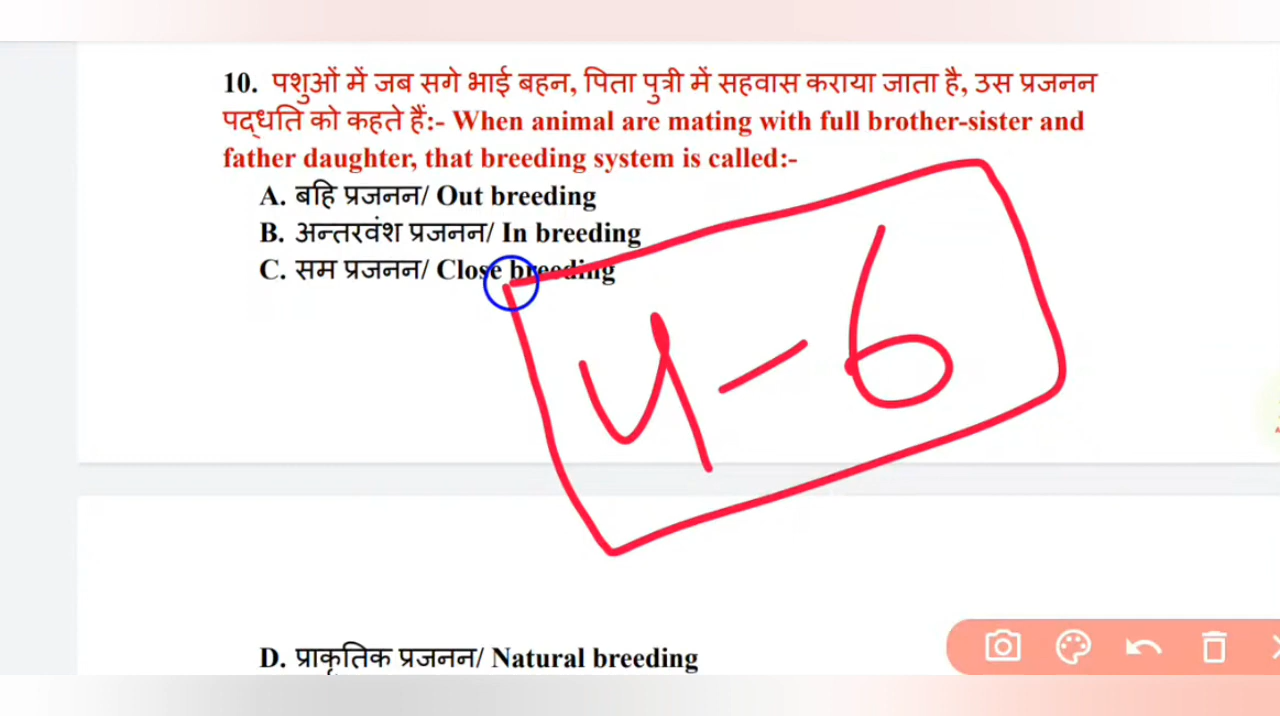 10. पशुओं में जब सगे भाई बहन, पिता पुत्री में सहवास कराया जाता है, उस प्रजनन
पद्धति को कहते हैं:- When animal are mating with full brother-sister and
father daughter, that breeding system is called:-
A. बहि प्रजनन/ Out breeding
B. अन्तरवंश प्रजनन/ In breeding
C. सम प्रजनन/ Close breeding
4-6
D. प्राकृतिक प्रजनन/ Natural breeding